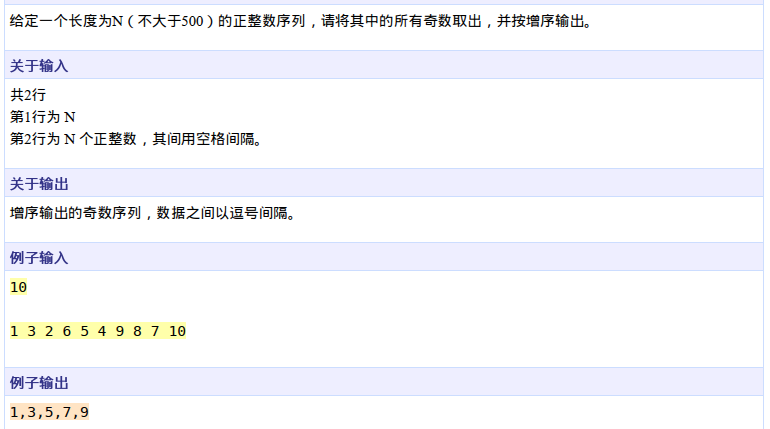 给定一个长度为N（不大于500）的正整数序列，请将其中的所有奇数取出，并按增序输出。
关于输入
共2行
第1行为 N
第2行为 N 个正整数，其间用空格间隔。
关于输出
增序输出的奇数序列，数据之间以逗号间隔。
例子输入
10
1 3 2 6 5 4 9 8 7 10
例子输出
1,3,5,7,9